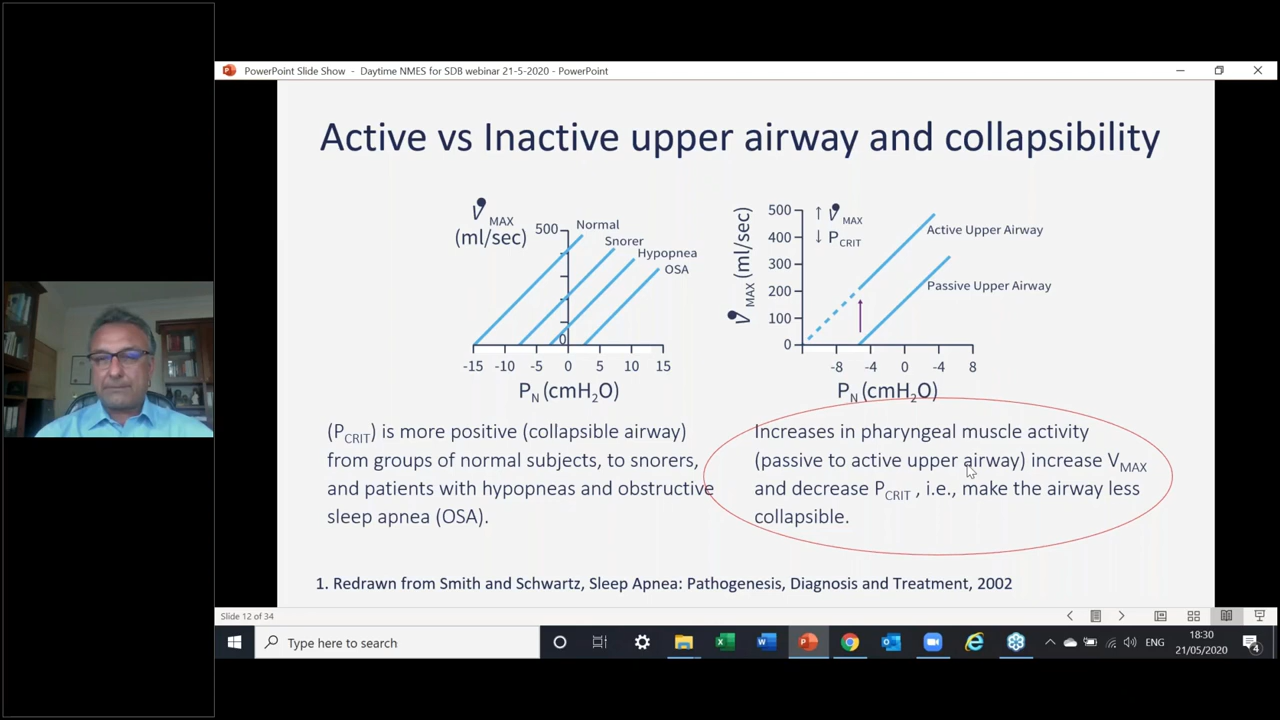 PowerPoint Slide Show - Daytime NMES for SDB webinar 21-5-2020 - PowerPoint
Active vs Inactive upper airway and collapsibility
V̇MAX
(ml/sec)
500
0
Normal
Snorer
Hypopnea
OSA
-15 -10 -5 0 5 10 15
PN (cmH2O)
V̇MAX (ml/sec)
500
400
300
200
100
0
↑ V̇MAX
↓ PCRIT
Active Upper Airway
Passive Upper Airway
-8 -4 0 -4 8
PN (cmH2O)
(PCRIT) is more positive (collapsible airway)
from groups of normal subjects, to snorers,
and patients with hypopneas and obstructive
sleep apnea (OSA).
Increases in pharyngeal muscle activity
(passive to active upper airway) increase VMAX
and decrease PCRIT , i.e., make the airway less
collapsible.
1. Redrawn from Smith and Schwartz, Sleep Apnea: Pathogenesis, Diagnosis and Treatment, 2002
Slide 12 of 34
Type here to search
ENG
18:30
21/05/2020
4